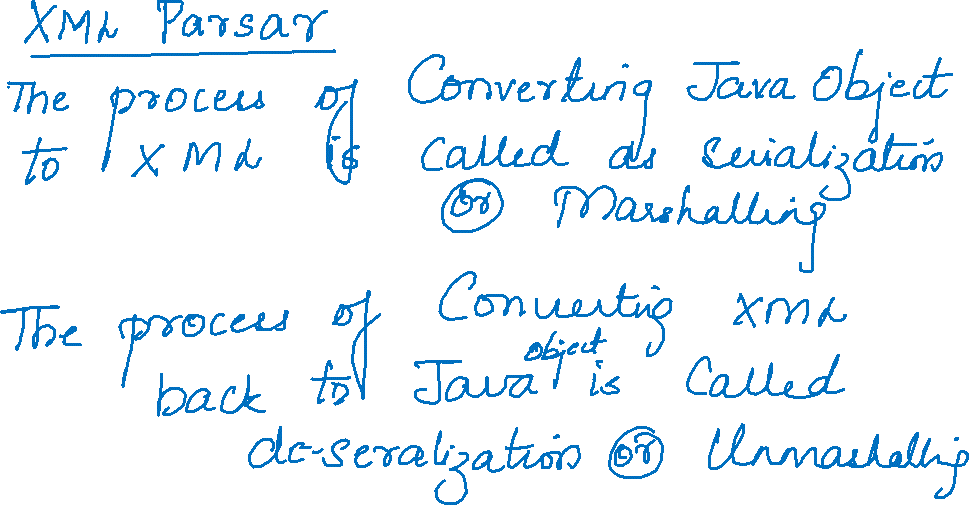 XML Parsar
The process of Converting Java Object
to XML is called as serialization
or Marshalling
The process of Converting XML
back to Java object is Called
de-seralization or Unmashalling